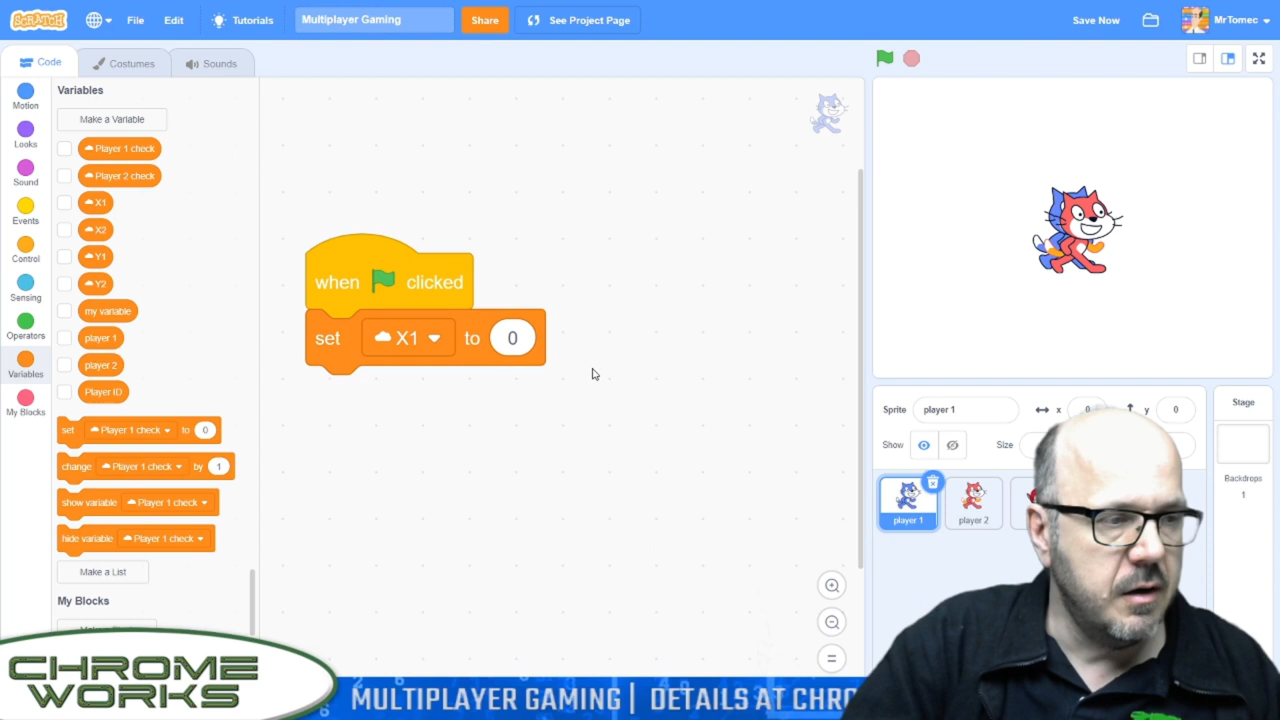 SCRATCH File Edit Tutorials Multiplayer Gaming Share See Project Page Save Now MrTomec
Code Costumes Sounds
Motion
Looks
Sound
Events
Control
Sensing
Operators
Variables
My Blocks
Variables
Make a Variable
Player 1 check
Player 2 check
X1
X2
Y1
Y2
my variable
player 1
player 2
Player ID
set Player 1 check to 0
change Player 1 check by 1
show variable Player 1 check
hide variable Player 1 check
Make a List
My Blocks
when clicked
set X1 to 0
Sprite player 1 x 0 y 0
Show Size
player 1
player 2
Stage
Backdrops
1
CHROME
WORKS
MULTIPLAYER GAMING | DETAILS AT CHRO